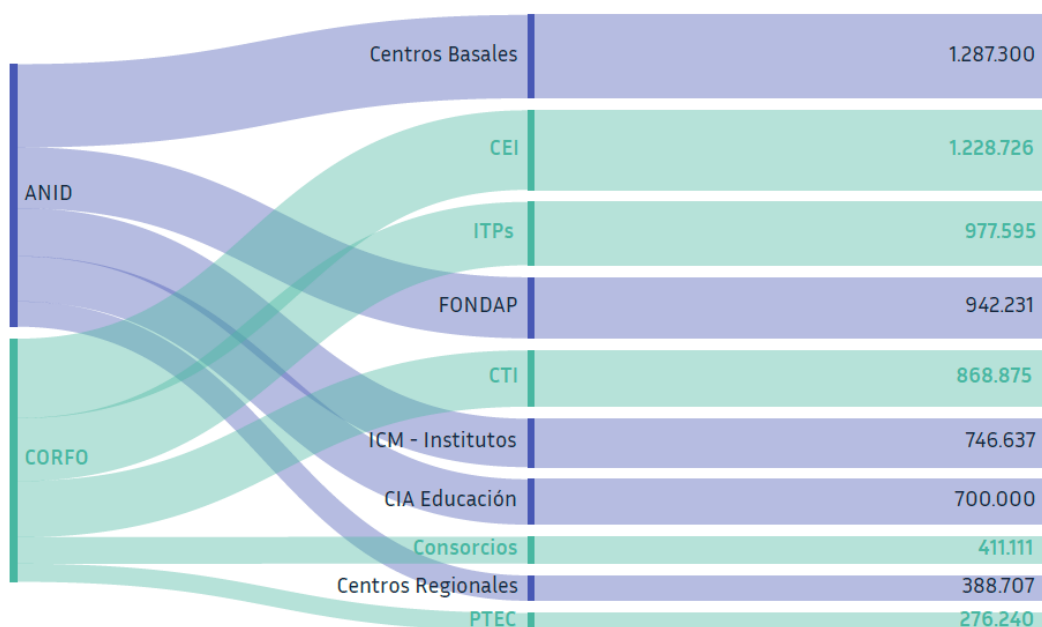 Centros Basales 1.287.300
CEI 1.228.726
ANID
ITPs 977.595
FONDAP 942.231
CTI 868.875
ICM - Institutos 746.637
CORFO
CIA Educación 700.000
Consorcios 411.111
Centros Regionales 388.707
PTEC 276.240